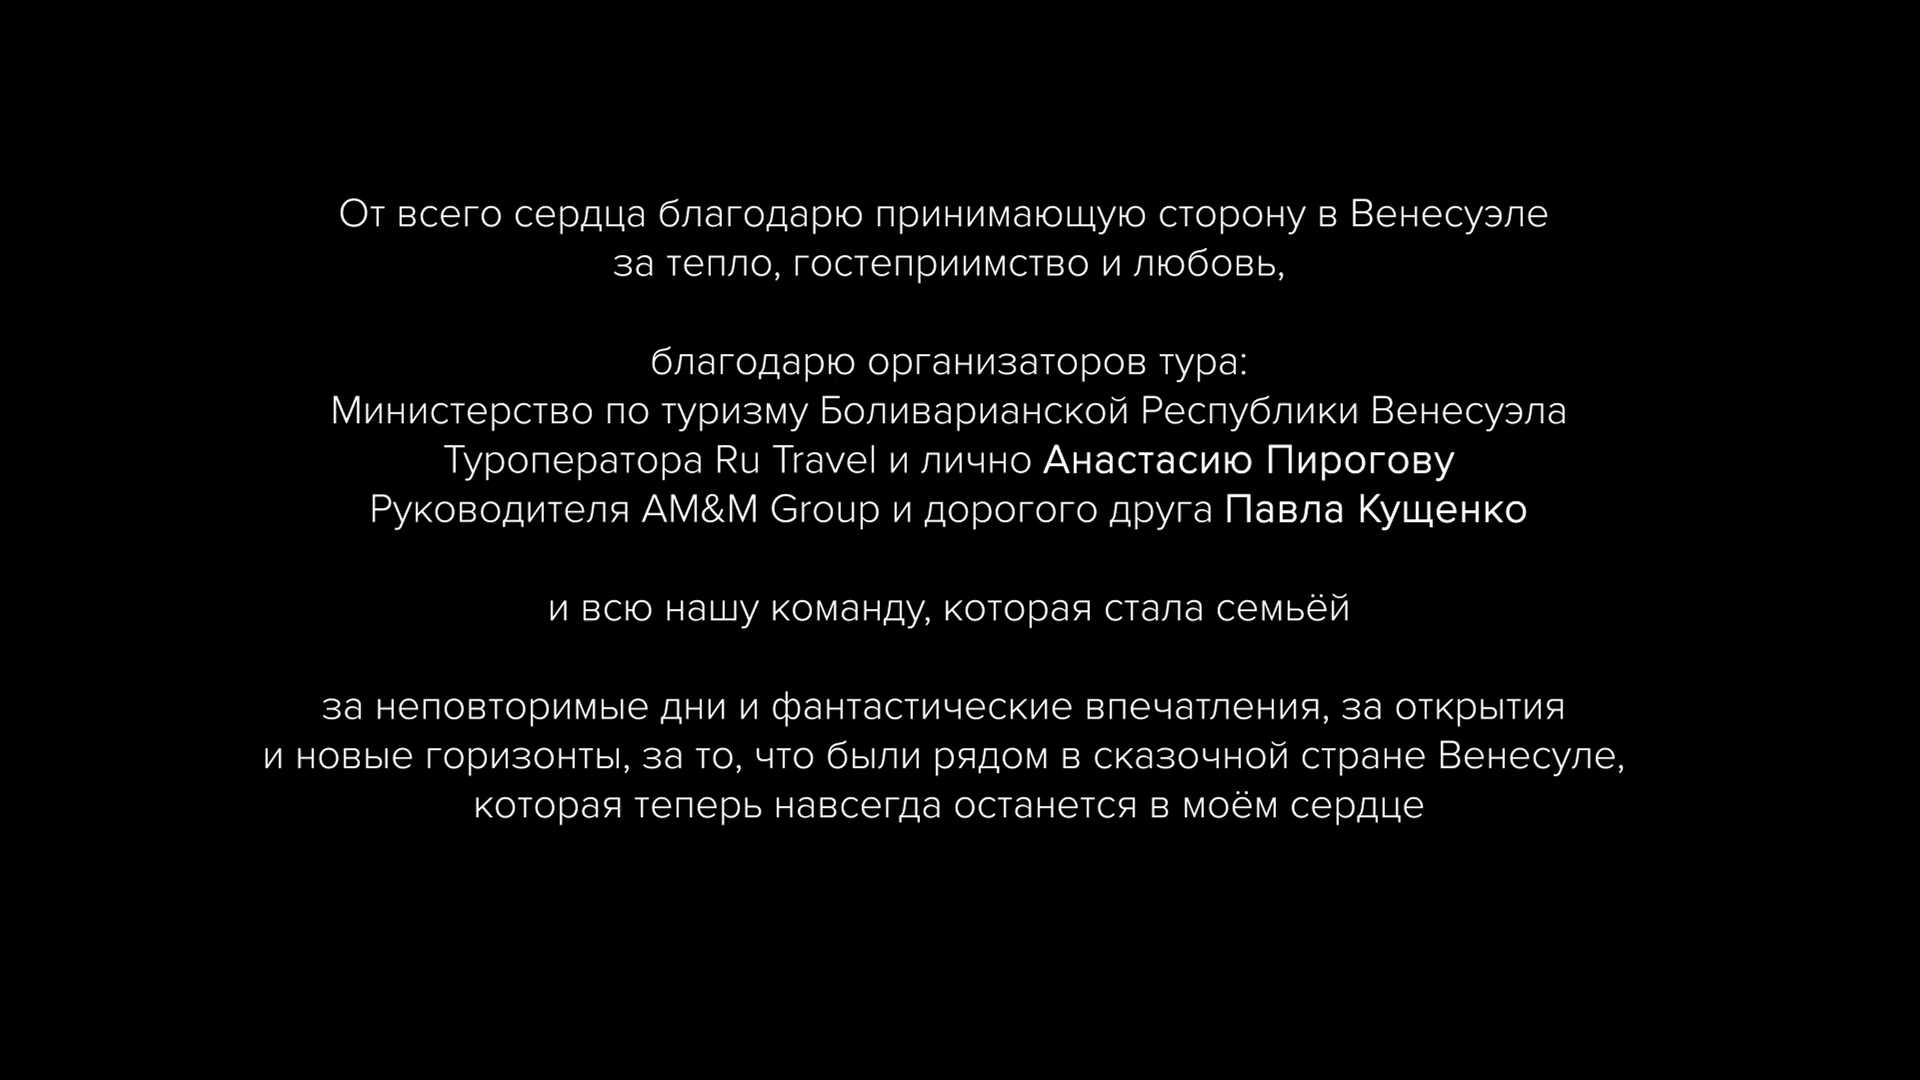 От всего сердца благодарю принимающую сторону в Венесуэле
за тепло, гостеприимство и любовь,
благодарю организаторов тура:
Министерство по туризму Боливарианской Республики Венесуэла
Туроператора Ru Travel и лично Анастасию Пирогову
Руководителя AM&M Group и дорогого друга Павла Кущенко
и всю нашу команду, которая стала семьёй
за неповторимые дни и фантастические впечатления, за открытия
и новые горизонты, за то, что были рядом в сказочной стране Венесуле,
которая теперь навсегда останется в моём сердце